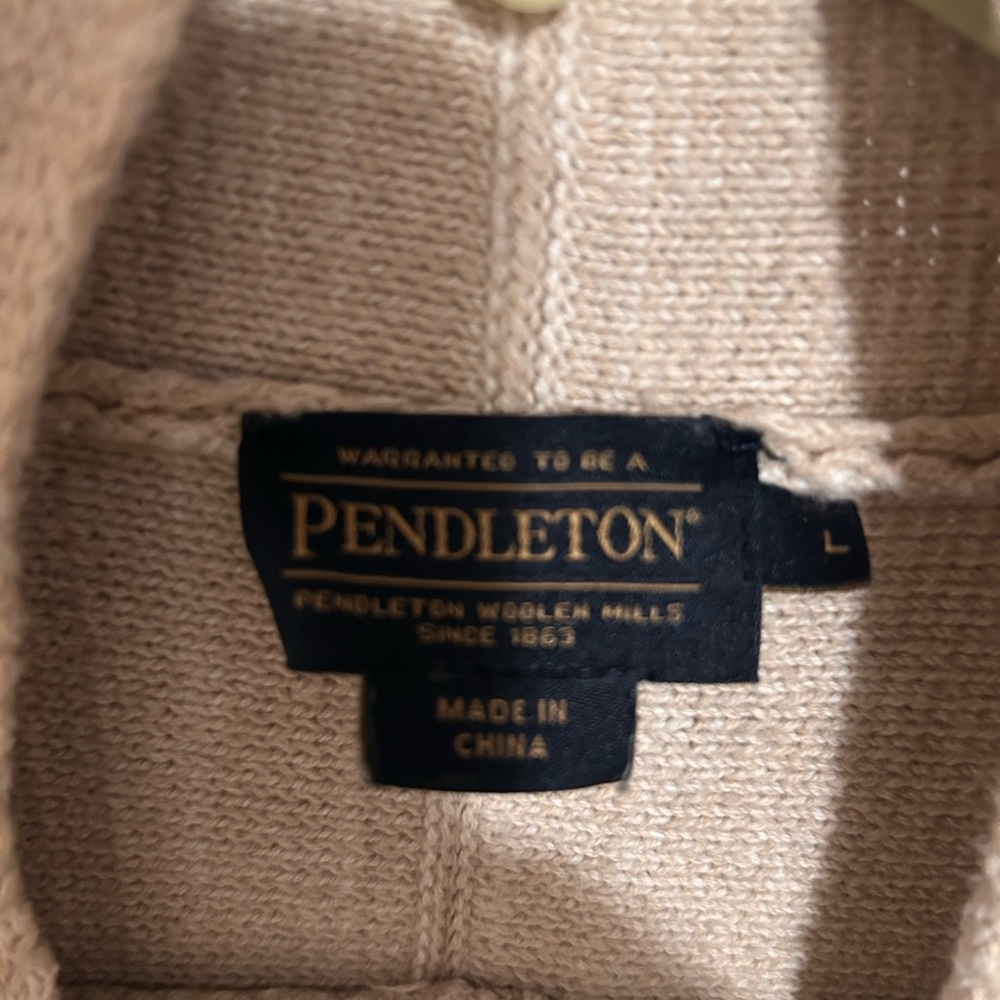 WARRANTED TO BE A
PENDLETON®
L
PENDLETON WOOLEN MILLS
SINCE 1863
MADE IN
CHINA